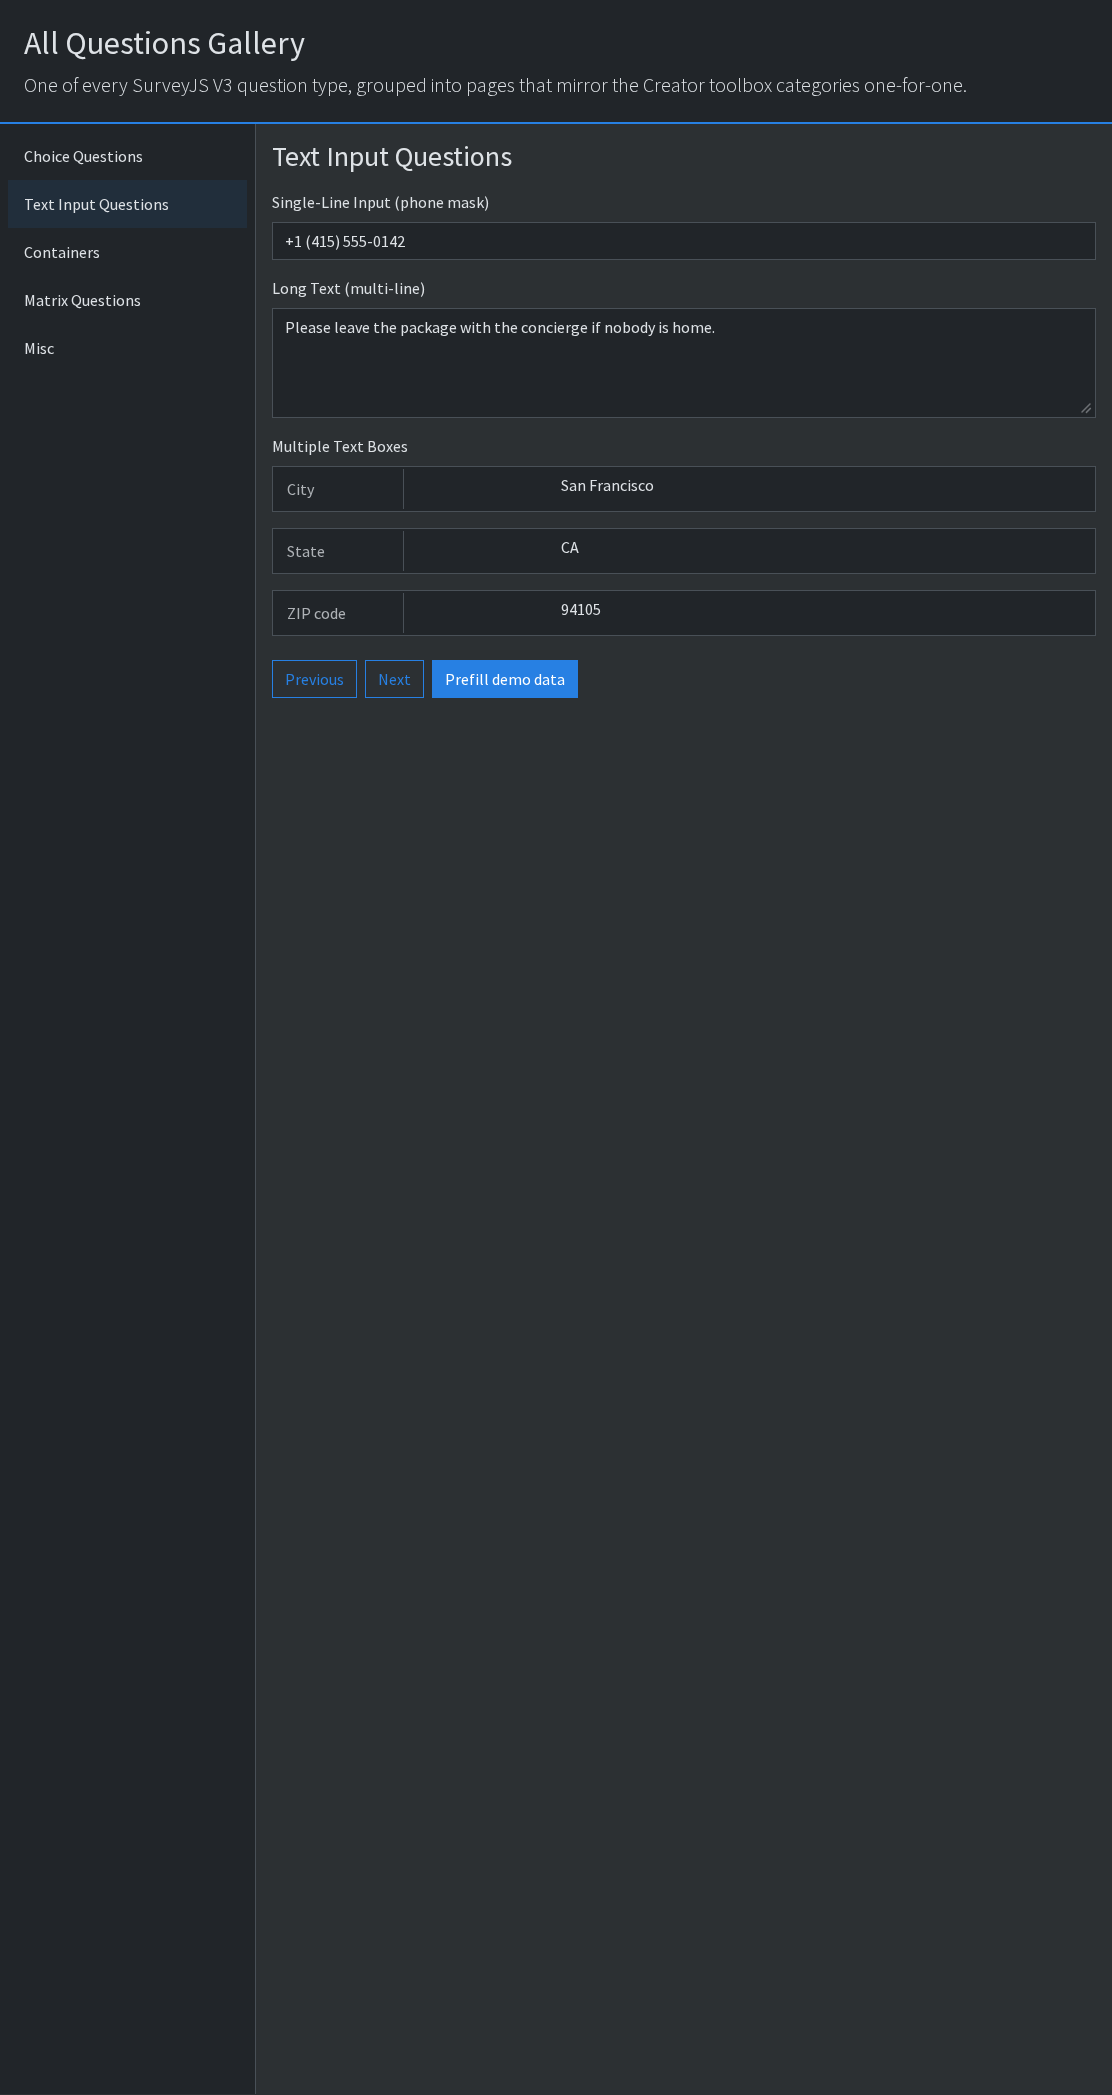 All Questions Gallery
One of every SurveyJS V3 question type, grouped into pages that mirror the Creator toolbox categories one-for-one.
Choice Questions
Text Input Questions
Containers
Matrix Questions
Misc
Text Input Questions
Single-Line Input (phone mask)
+1 (415) 555-0142
Long Text (multi-line)
Please leave the package with the concierge if nobody is home.
Multiple Text Boxes
City San Francisco
State CA
ZIP code 94105
Previous Next Prefill demo data